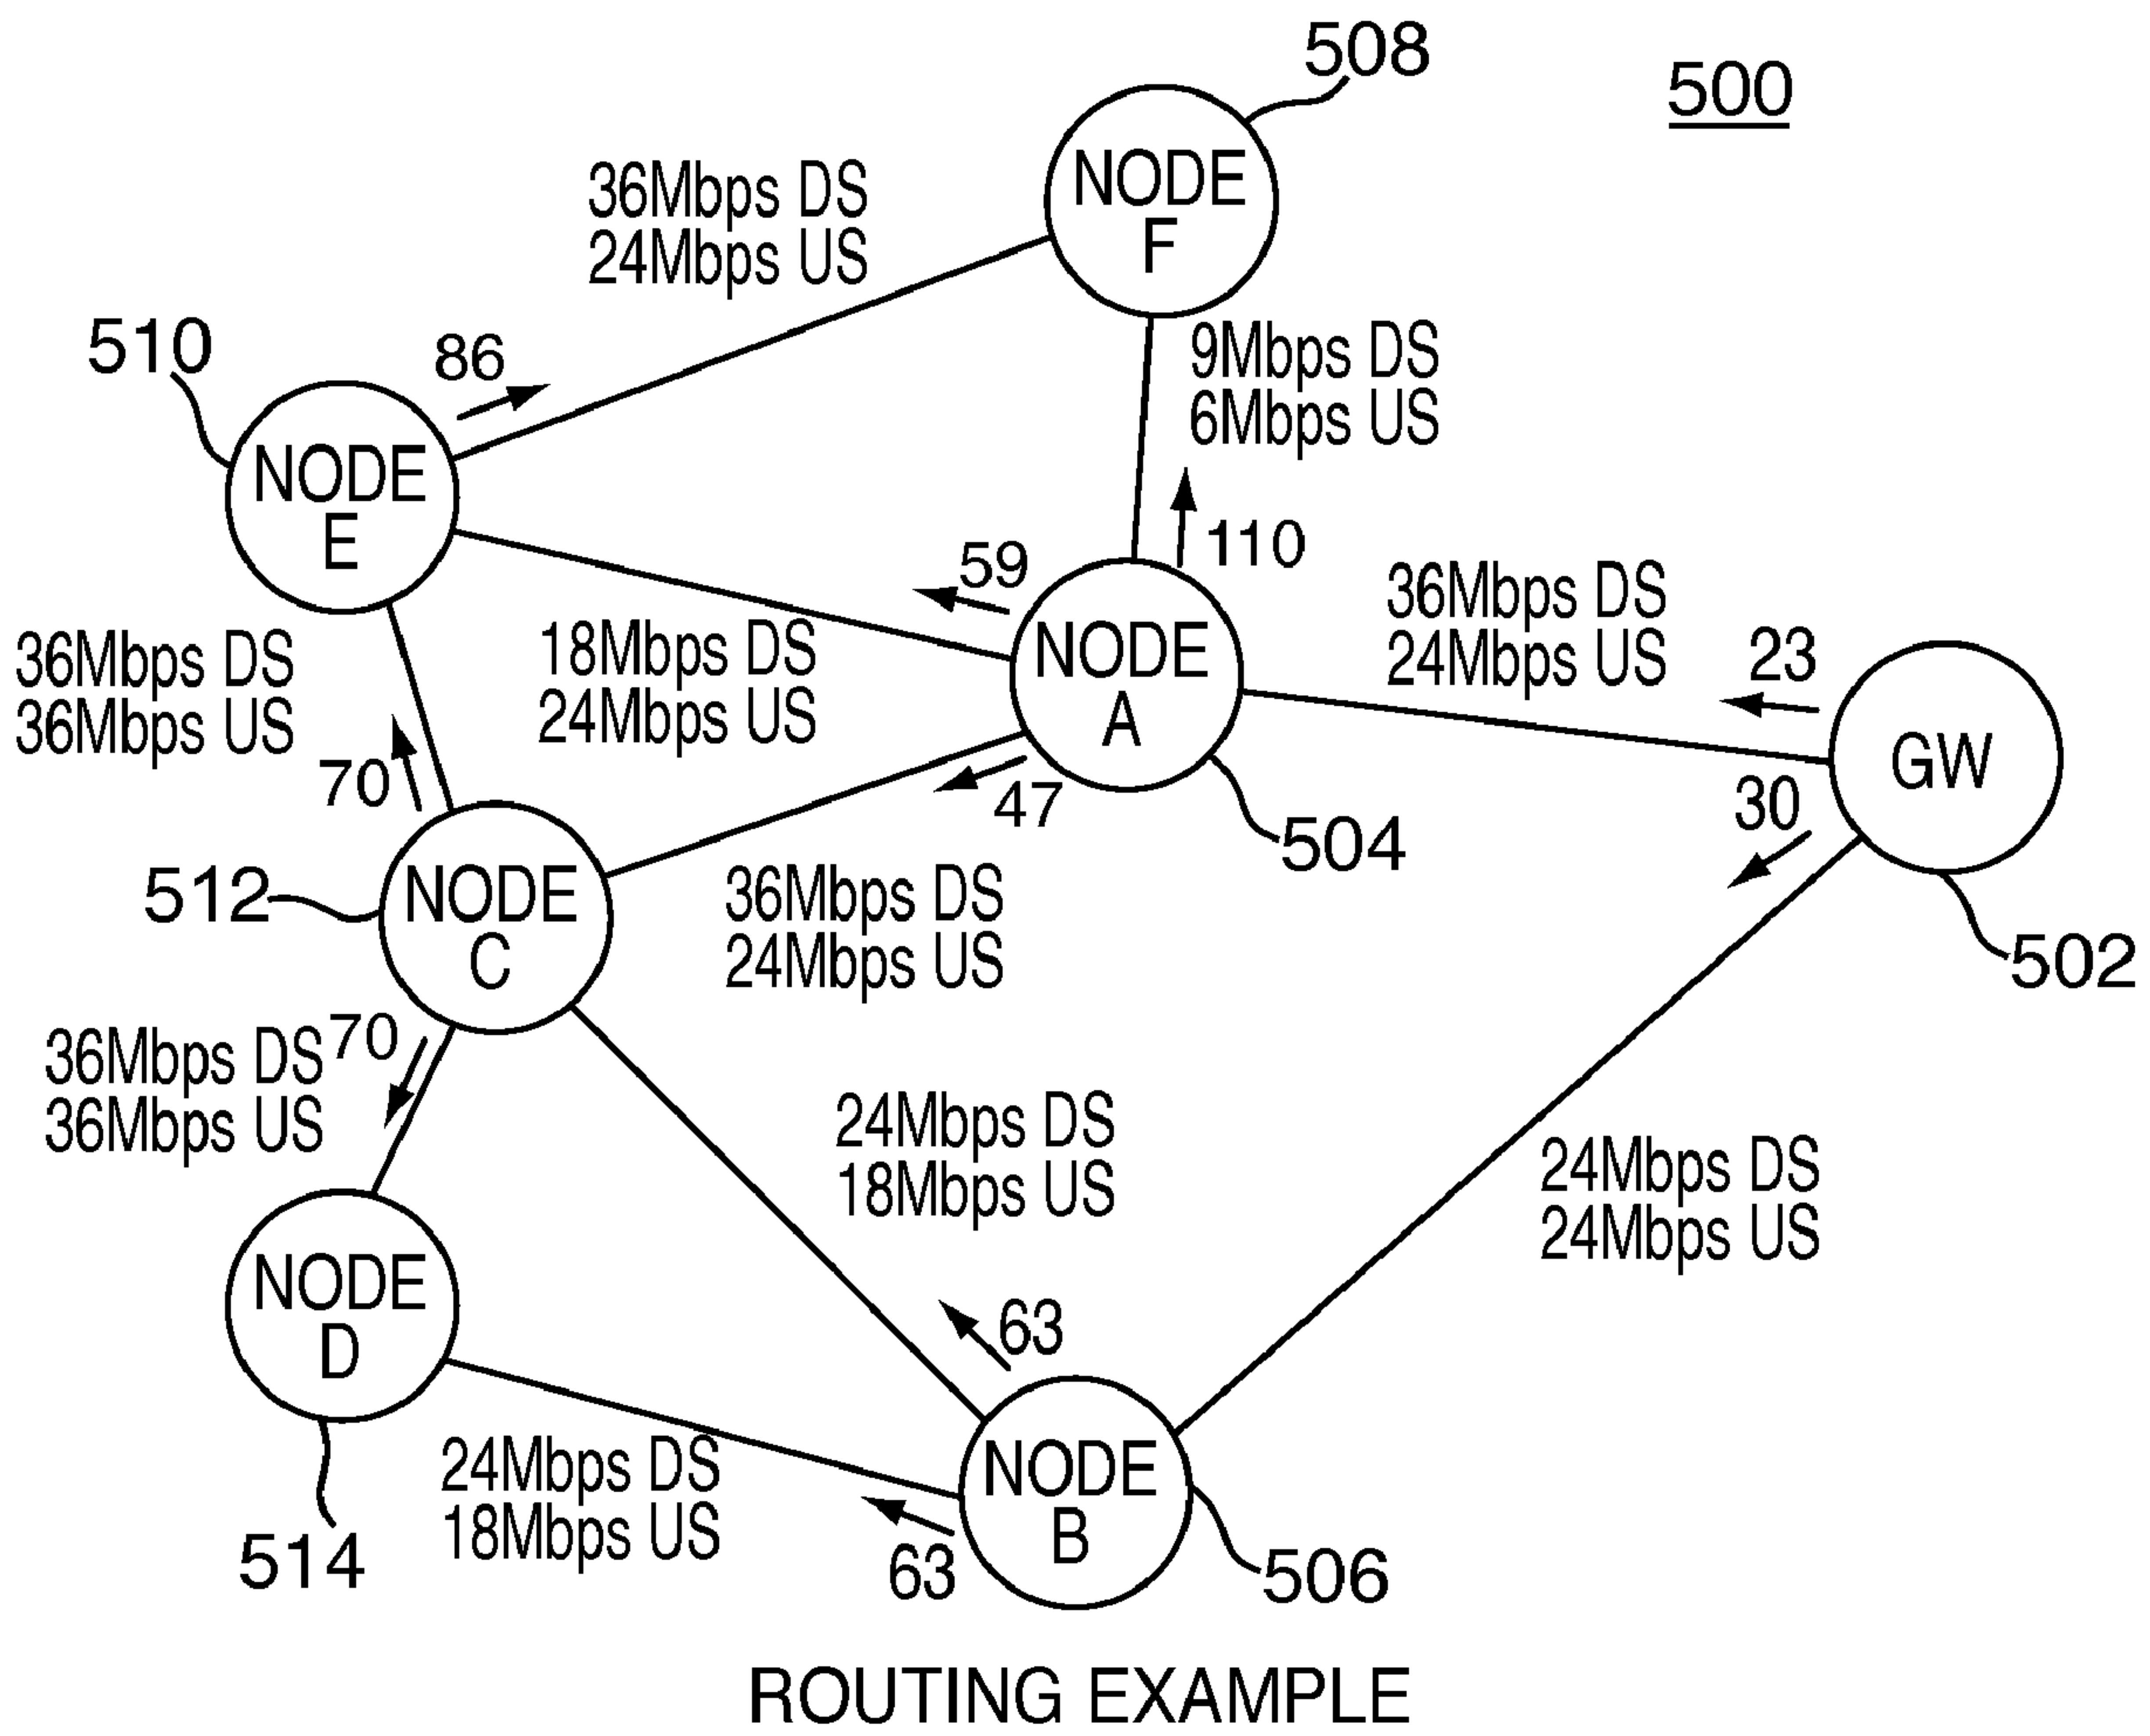 508
500
NODE
F
36Mbps DS
24Mbps US
510
86
9Mbps DS
6Mbps US
NODE
E
59
110
36Mbps DS
24Mbps US
23
36Mbps DS
36Mbps US
18Mbps DS
24Mbps US
NODE
A
GW
70
47
30
504
512
NODE
C
36Mbps DS
24Mbps US
502
36Mbps DS
36Mbps US
70
24Mbps DS
18Mbps US
24Mbps DS
24Mbps US
NODE
D
63
24Mbps DS
18Mbps US
NODE
B
514
63
506
ROUTING EXAMPLE